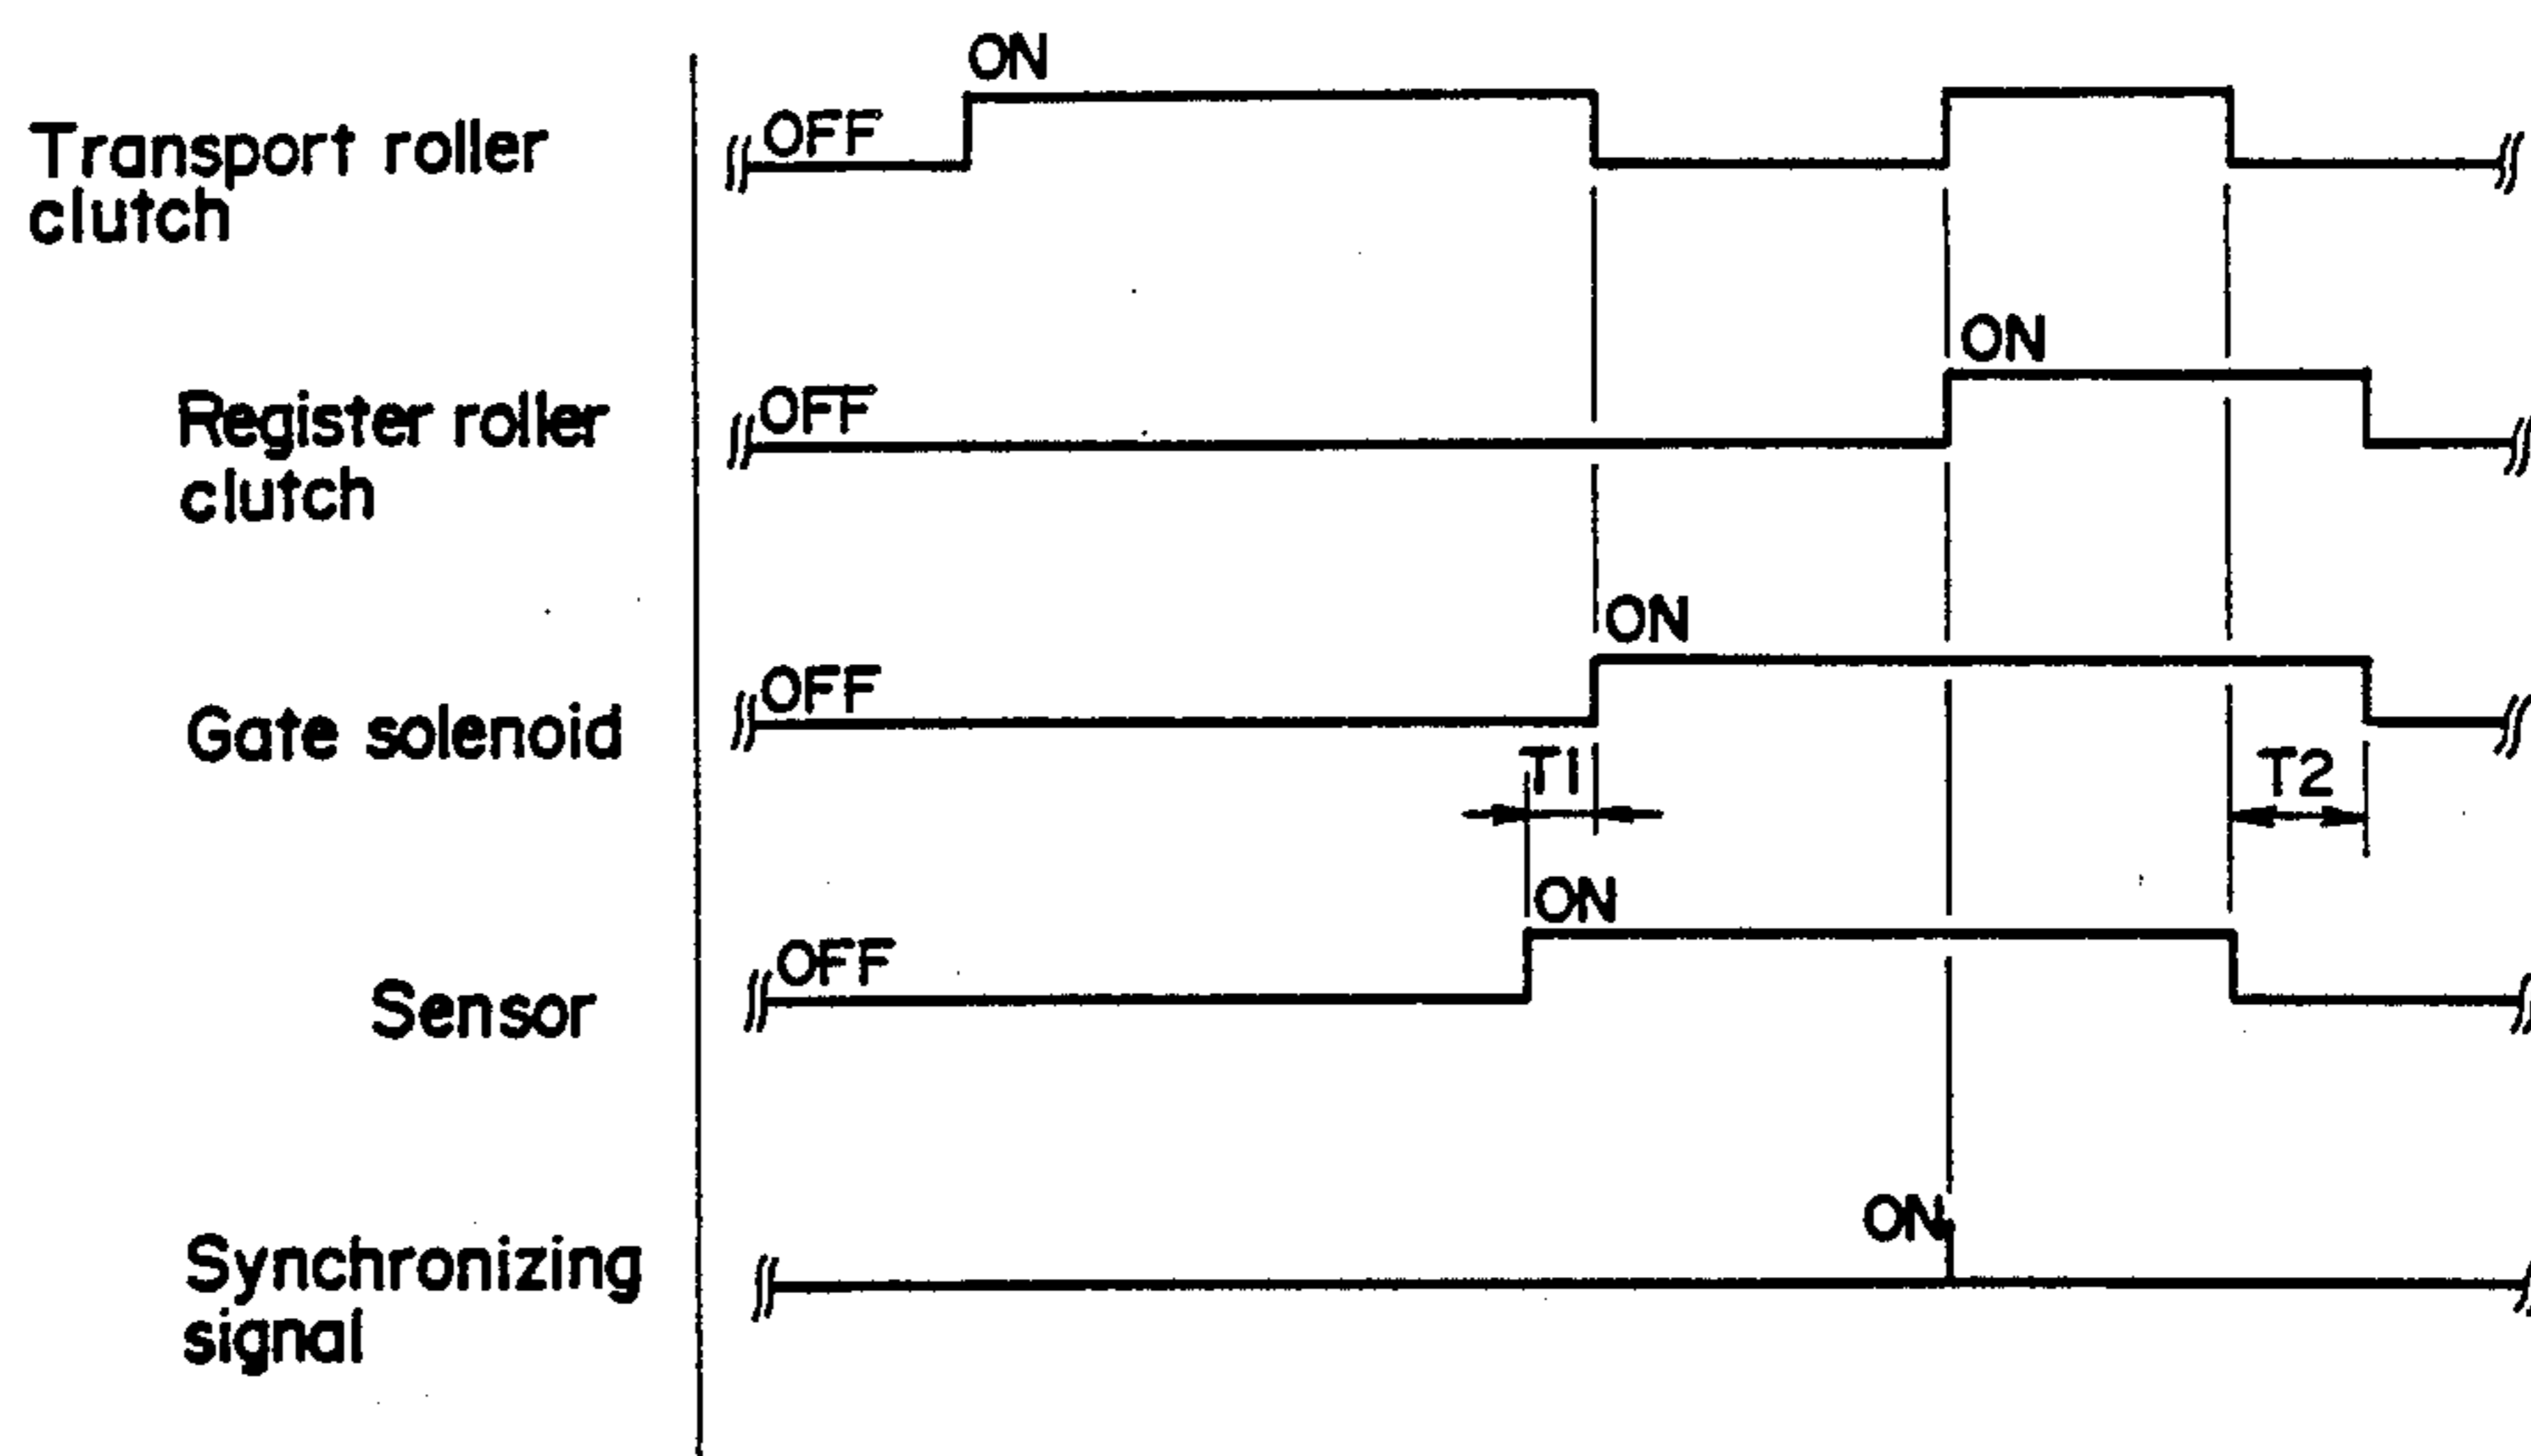 ON
OFF
Transport roller
clutch
ON
OFF
Register roller
clutch
ON
OFF
Gate solenoid
T1
T2
ON
OFF
Sensor
ON
Synchronizing
signal